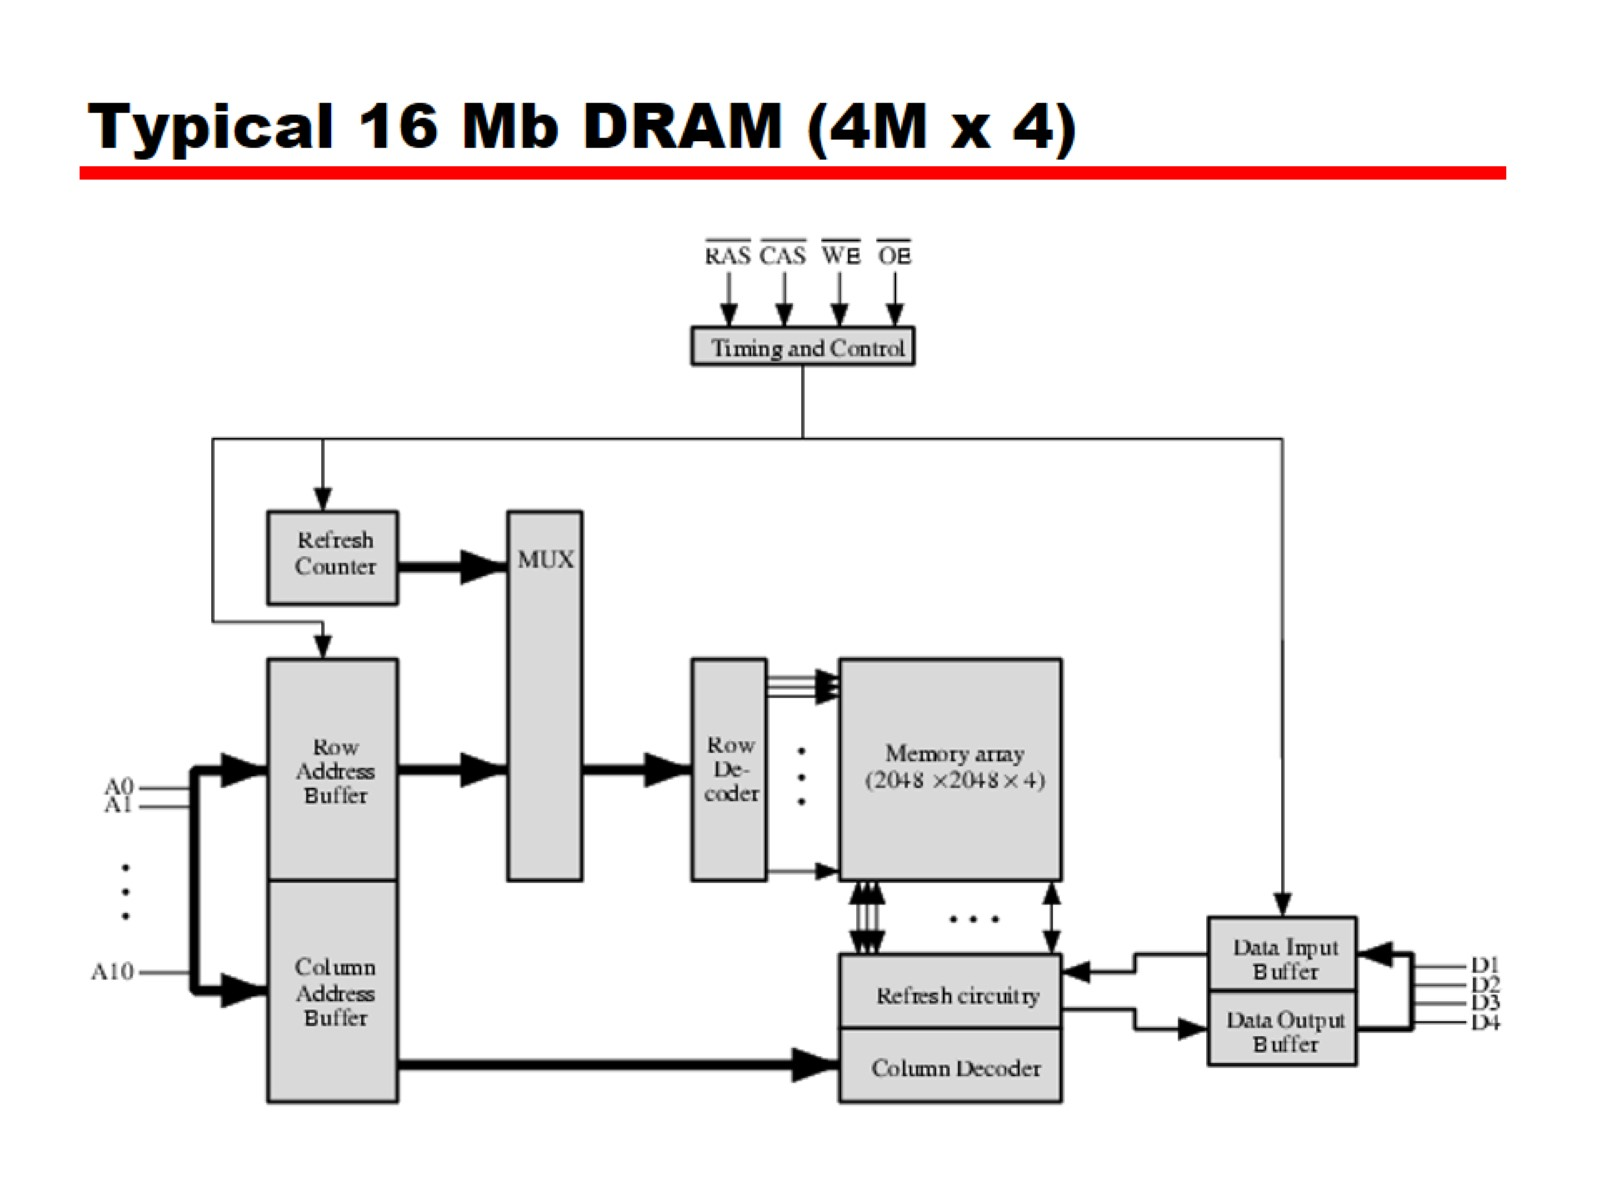 Typical 16 Mb DRAM (4M x 4)
RAS CAS WE OE
Timing and Control
Refresh
Counter
MUX
Row
Address
Buffer
Row
De-
coder
Memory array
(2048 ×2048 × 4)
A0
A1
A10
Column
Address
Buffer
Refresh circuitry
Column Decoder
Data Input
Buffer
Data Output
Buffer
D1
D2
D3
D4